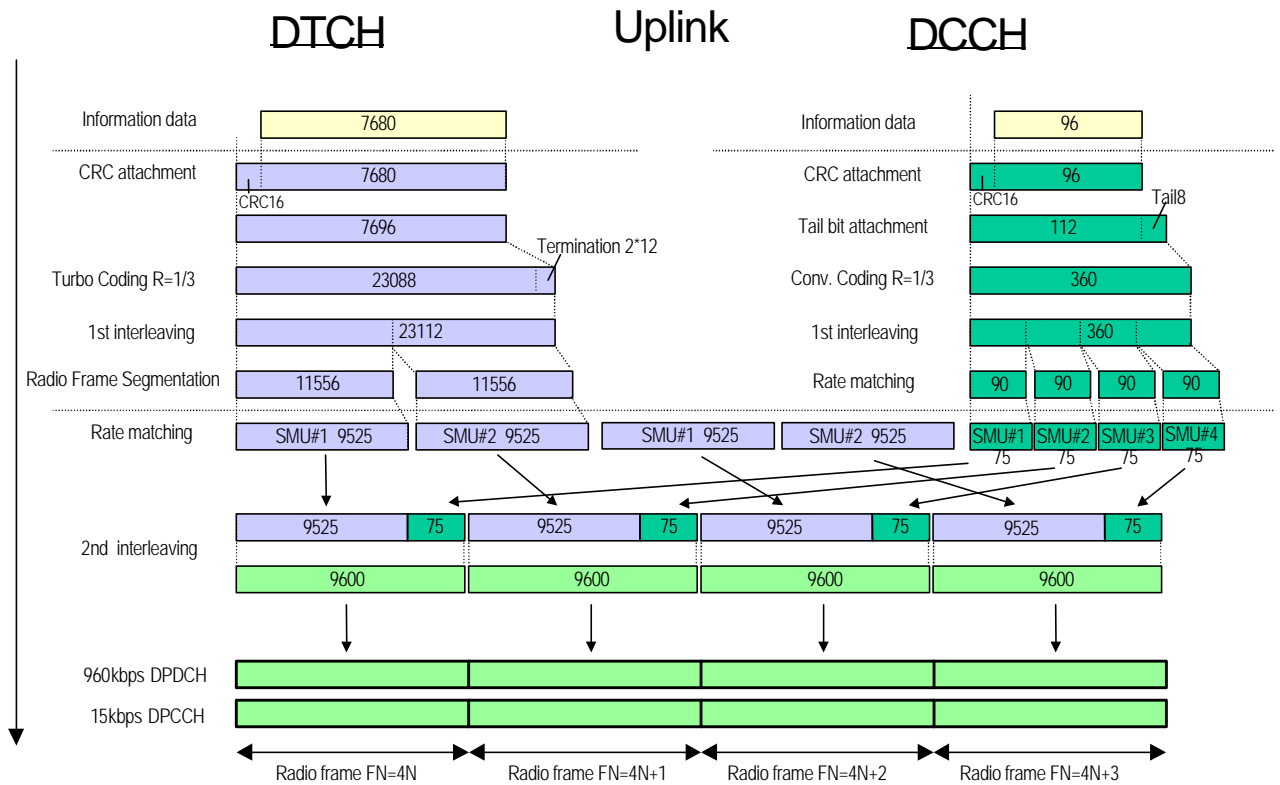 DTCH Uplink DCCH
Information data 7680 Information data 96
CRC attachment 7680 CRC attachment 96
CRC16 CRC16 Tail8
7696 Tail bit attachment 112
Termination 2*12
Turbo Coding R=1/3 23088 Conv. Coding R=1/3 360
1st interleaving 23112 1st interleaving 360
Radio Frame Segmentation 11556 11556 Rate matching 90 90 90 90
Rate matching SMU#1 9525 SMU#2 9525 SMU#1 9525 SMU#2 9525 SMU#1 SMU#2 SMU#3 SMU#4
75 75 75 75
9525 75 9525 75 9525 75 9525 75
2nd interleaving
9600 9600 9600 9600
960kbps DPDCH
15kbps DPCCH
Radio frame FN=4N Radio frame FN=4N+1 Radio frame FN=4N+2 Radio frame FN=4N+3